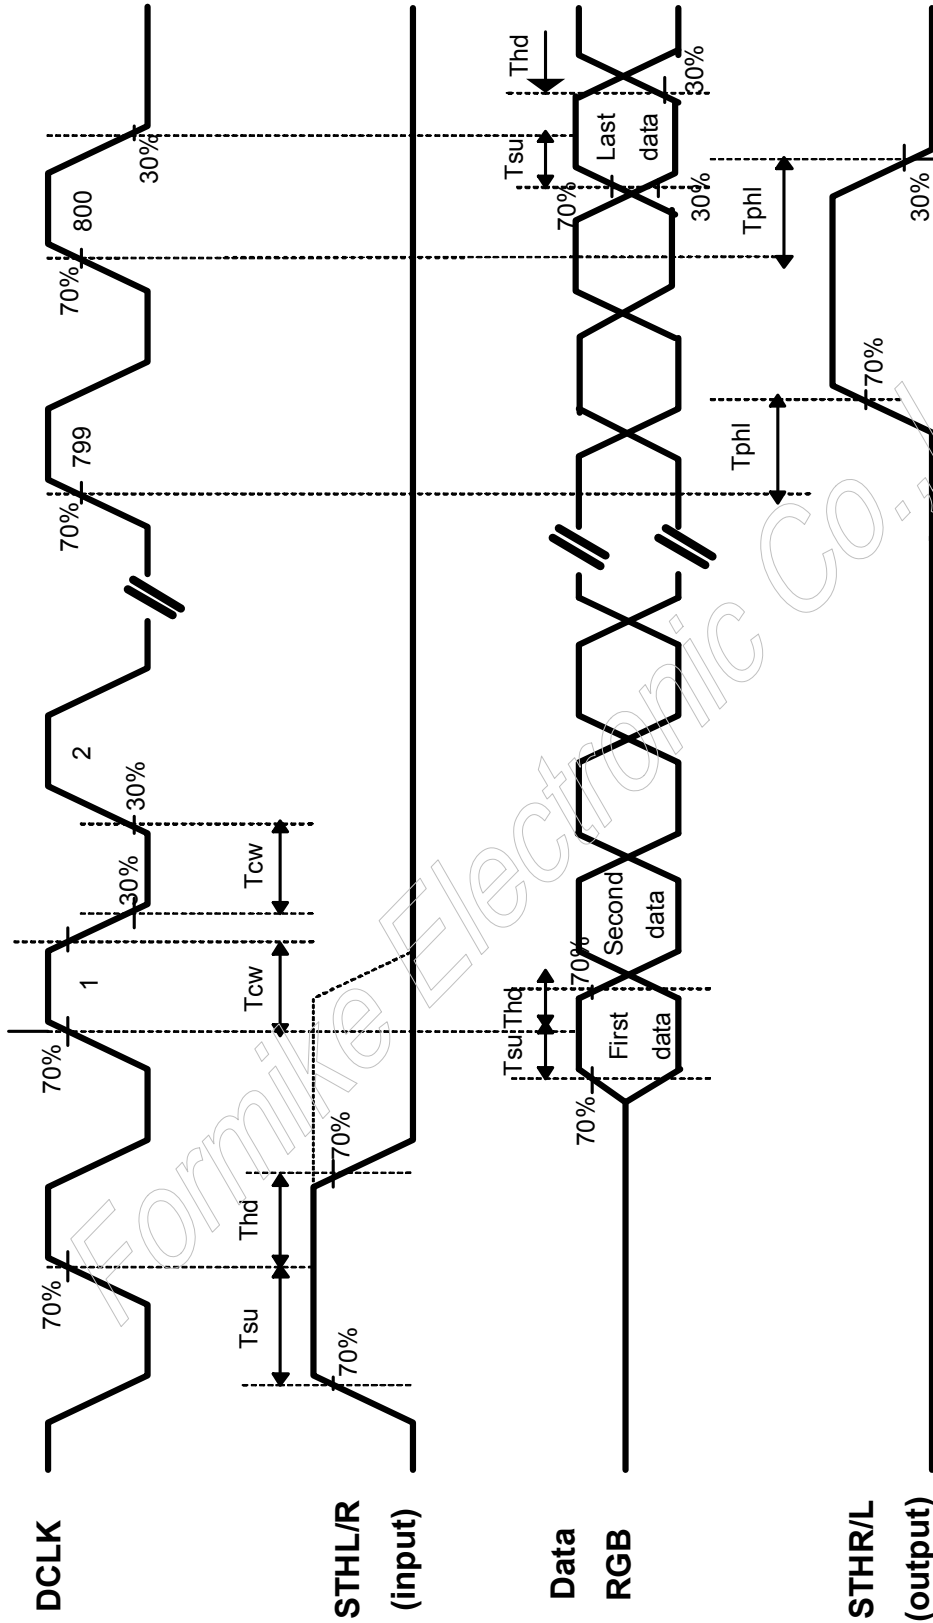 DCLK
70%
70%
1
30%
30%
2
70%
799
70%
800
30%
STHL/R
(input)
Tsu
Thd
Tcw
Tcw
70%
70%
Data
RGB
Tsu
Thd
70%
70%
First
data
Second
data
Tsu
Thd
70%
Last
data
30%
30%
STHR/L
(output)
Tphl
Tphl
70%
30%
Formike Electronic Co.,